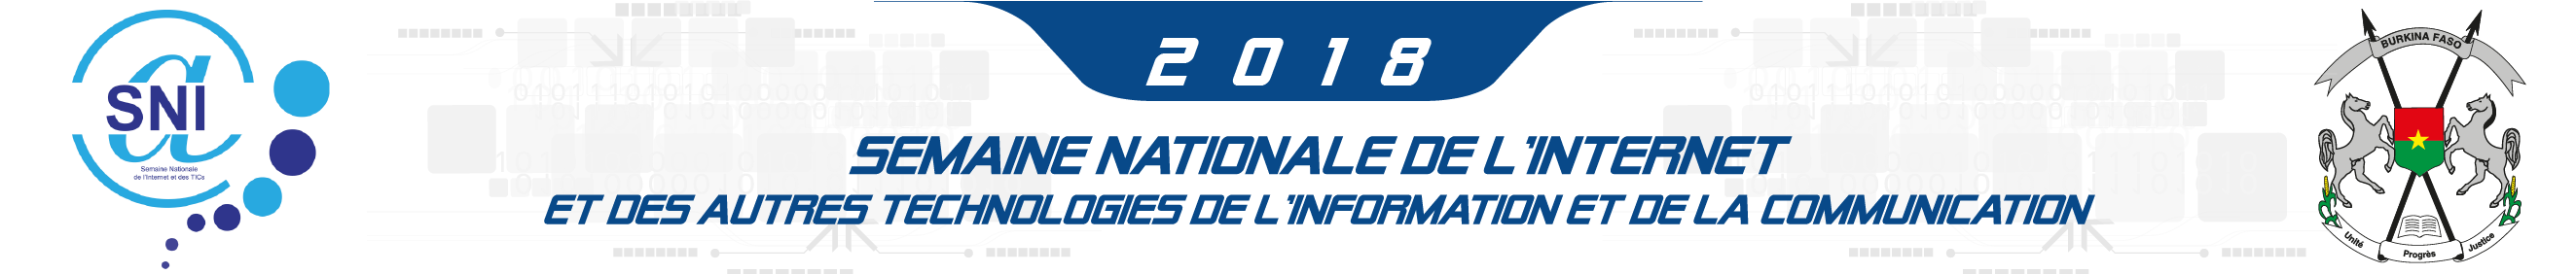 SNI
Semaine Nationale
de l'Internet et des TICs
2018
SEMAINE NATIONALE DE L'INTERNET
ET DES AUTRES TECHNOLOGIES DE L'INFORMATION ET DE LA COMMUNICATION
BURKINA FASO
Unité Progrès Justice